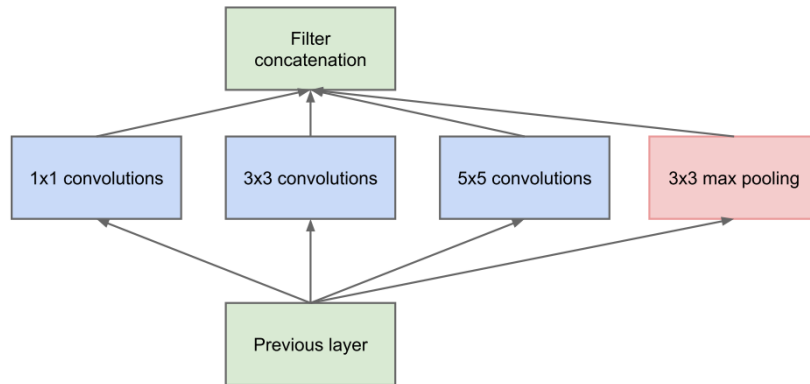 Filter
concatenation
1x1 convolutions
3x3 convolutions
5x5 convolutions
3x3 max pooling
Previous layer